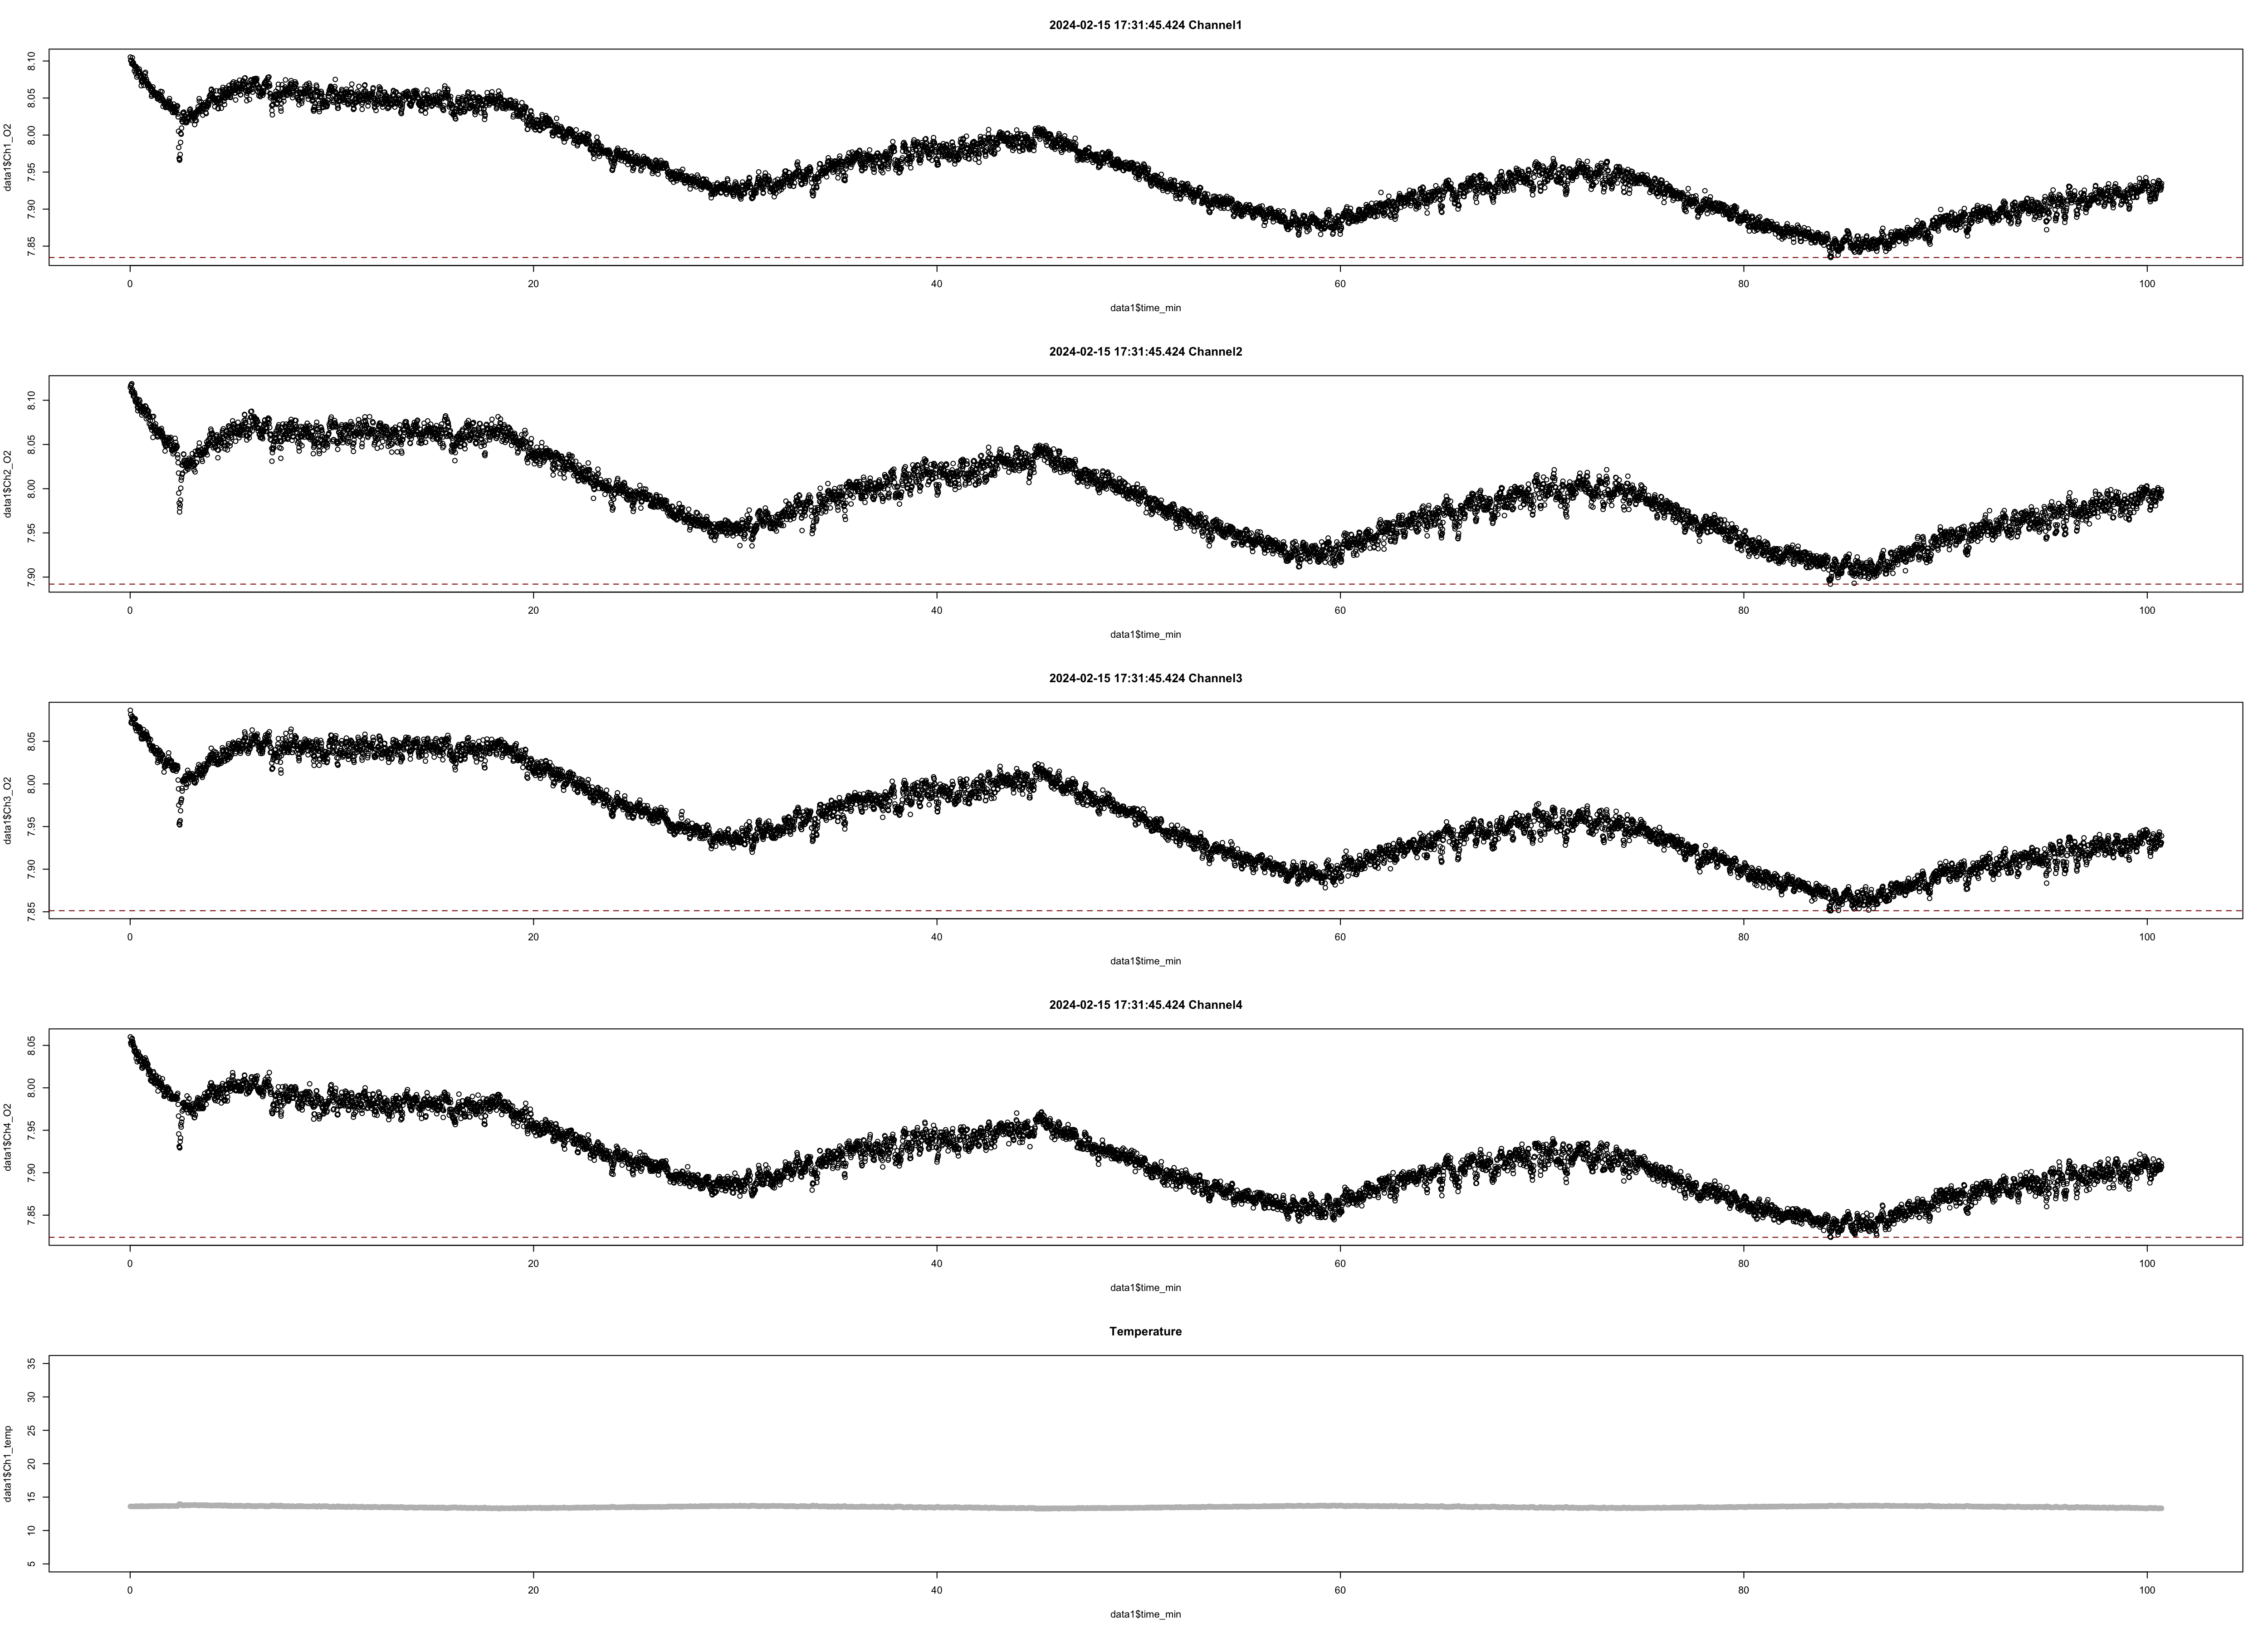 2024-02-15 17:31:45.424 Channel1
data1$Ch1_O2
8.10
8.05
8.00
7.95
7.90
7.85
0 20 40 60 80 100
data1$time_min
2024-02-15 17:31:45.424 Channel2
data1$Ch2_O2
8.10
8.05
8.00
7.95
7.90
0 20 40 60 80 100
data1$time_min
2024-02-15 17:31:45.424 Channel3
data1$Ch3_O2
8.05
8.00
7.95
7.90
7.85
0 20 40 60 80 100
data1$time_min
2024-02-15 17:31:45.424 Channel4
data1$Ch4_O2
8.05
8.00
7.95
7.90
7.85
0 20 40 60 80 100
data1$time_min
Temperature
data1$Ch1_temp
35
30
25
20
15
10
5
0 20 40 60 80 100
data1$time_min